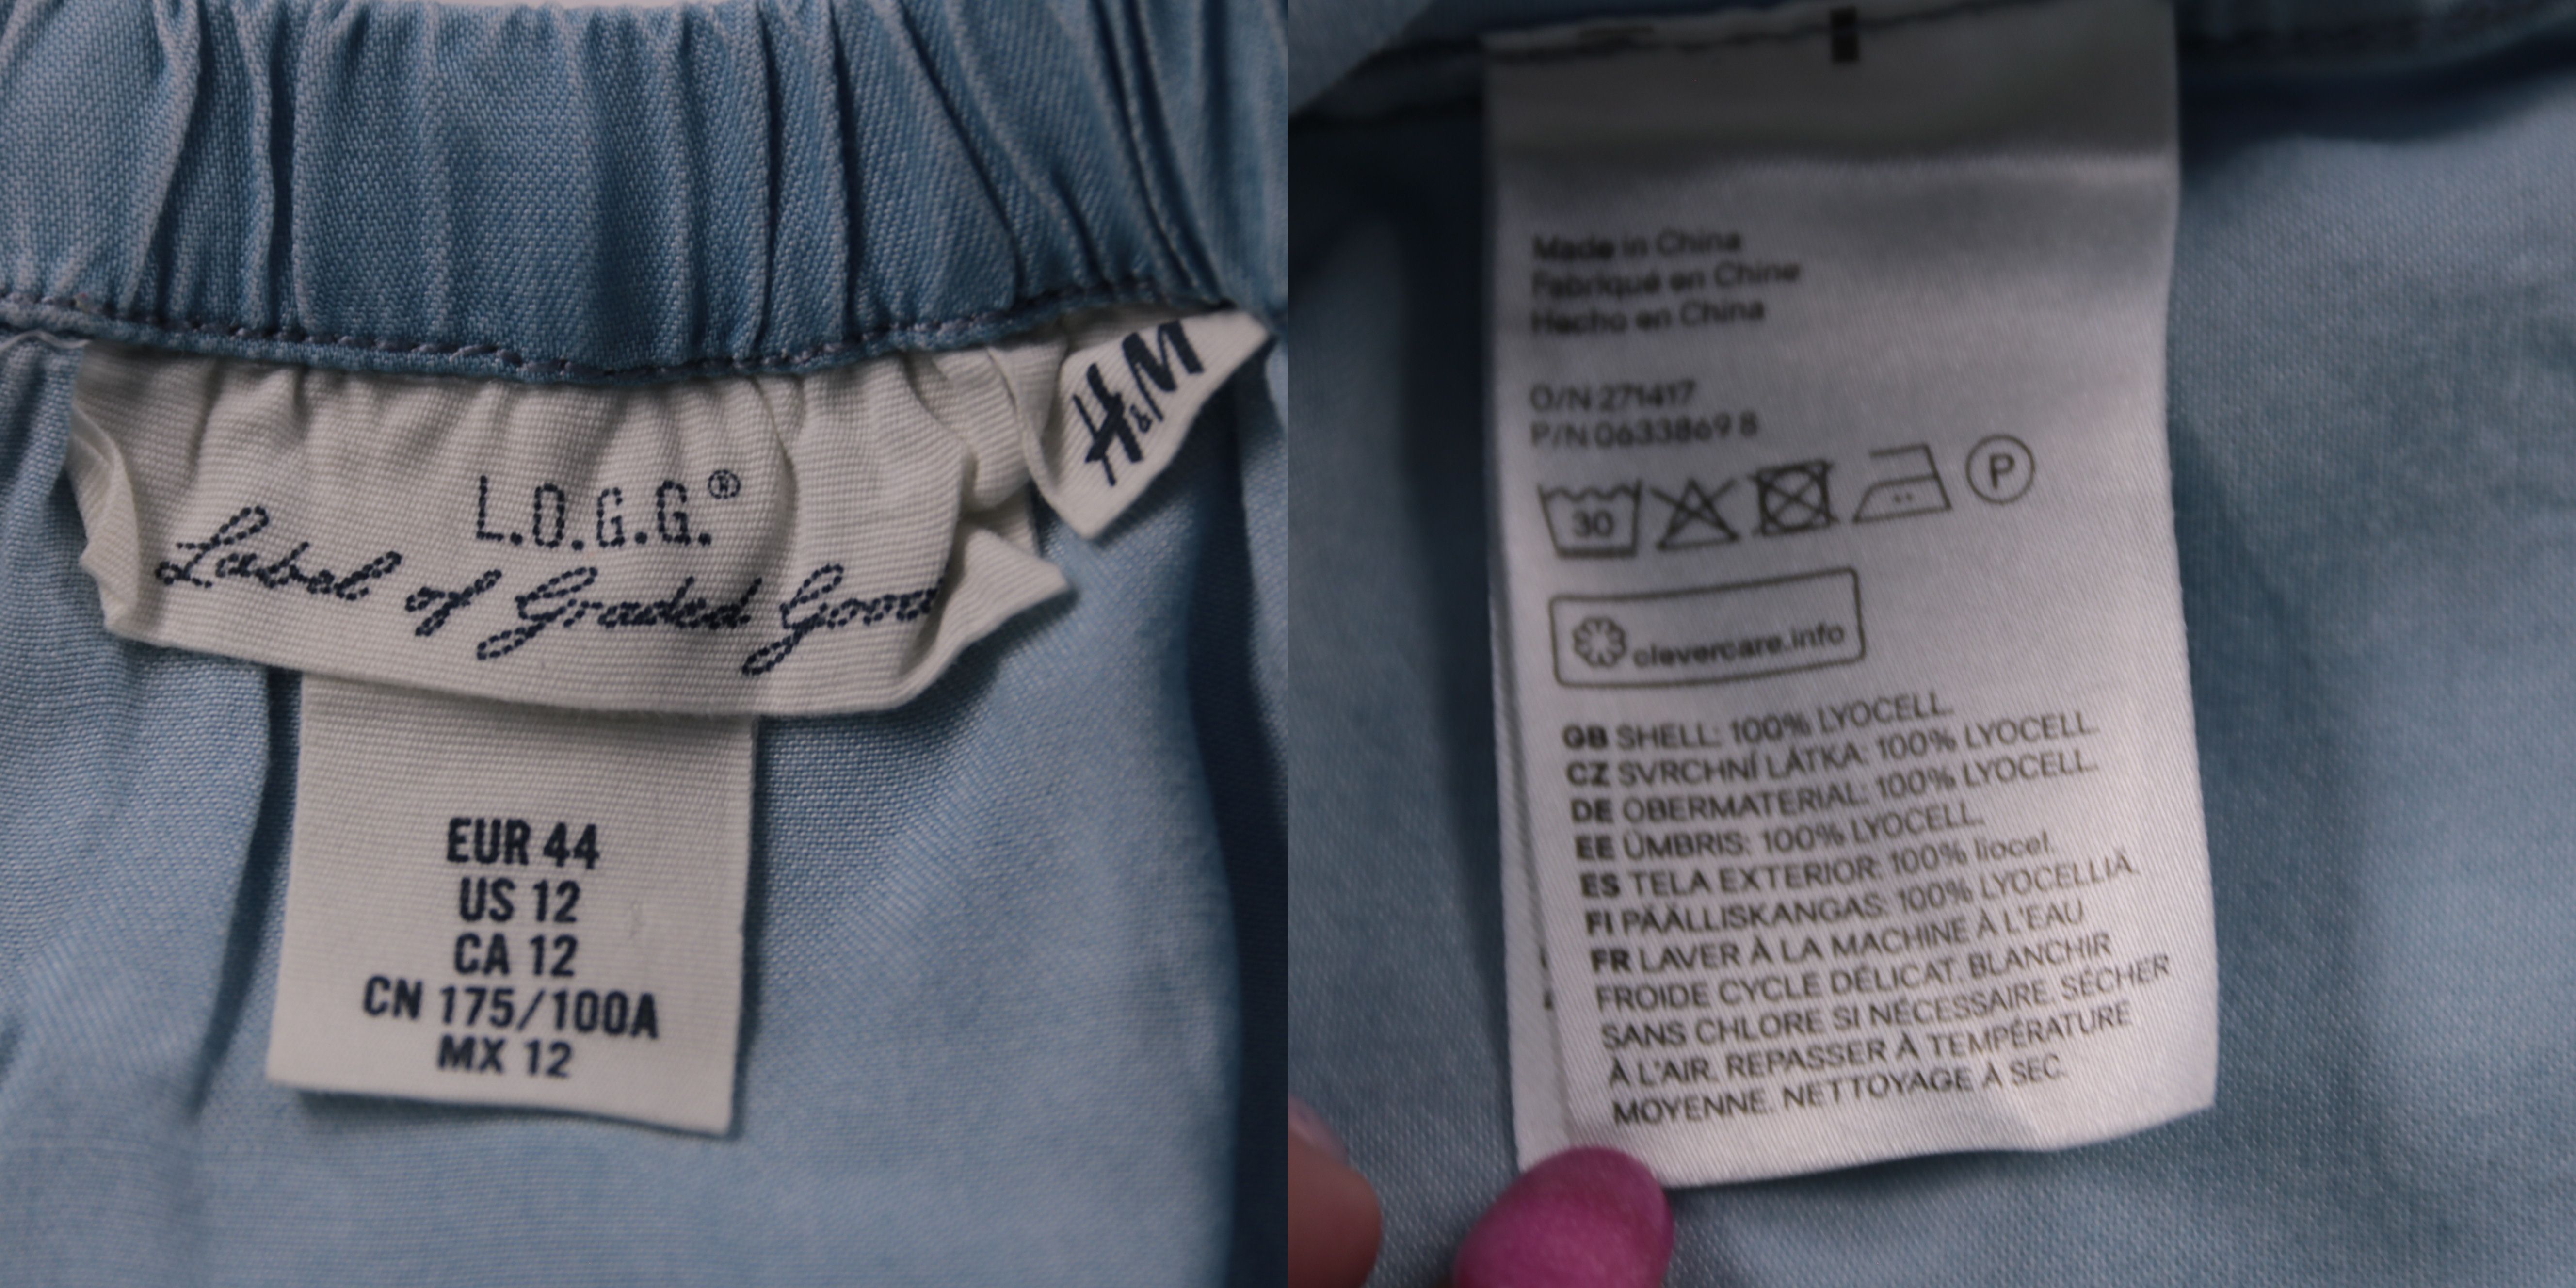 H&M
L.O.G.G.®
Label of Graded Good
EUR 44
US 12
CA 12
CN 175/100A
MX 12
Made in China
Fabriqué en Chine
Hecho en China
O/N 271417
P/N 0633869 8
30
P
clevercare.info
GB SHELL: 100% LYOCELL.
CZ SVRCHNÍ LÁTKA: 100% LYOCELL.
DE OBERMATERIAL: 100% LYOCELL.
EE ÜMBRIS: 100% LYOCELL.
ES TELA EXTERIOR: 100% liocel.
FI PÄÄLLISKANGAS: 100% LYOCELLIA.
FR LAVER À LA MACHINE À L'EAU
FROIDE CYCLE DÉLICAT. BLANCHIR
SANS CHLORE SI NÉCESSAIRE. SÉCHER
À L'AIR. REPASSER À TEMPÉRATURE
MOYENNE. NETTOYAGE À SEC.